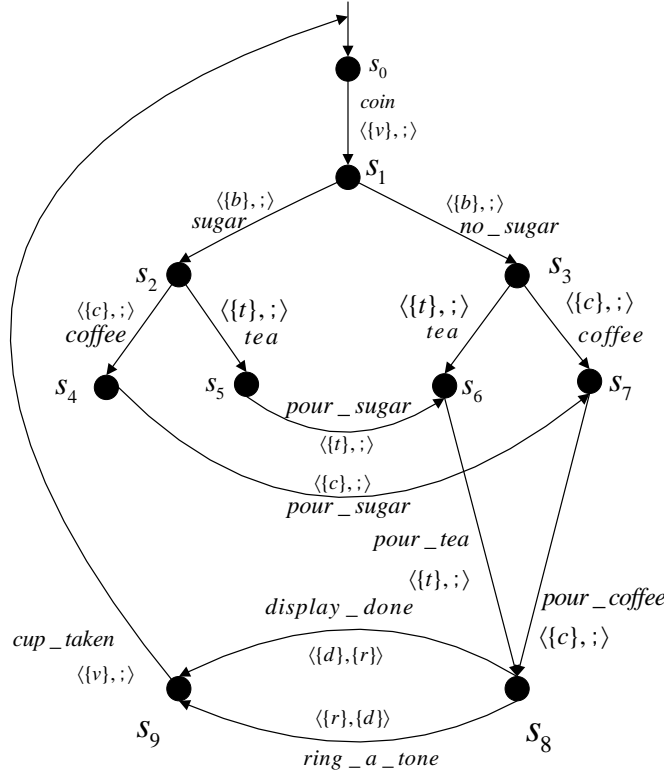 s₀
coin
⟨{v},;⟩
s₁
⟨{b},;⟩ ⟨{b},;⟩
sugar no_sugar
s₂ s₃
⟨{c},;⟩ ⟨{t},;⟩ ⟨{t},;⟩ ⟨{c},;⟩
coffee tea tea coffee
s₄ s₅ s₆ s₇
pour_sugar
⟨{t},;⟩
⟨{c},;⟩
pour_sugar
pour_tea
⟨{t},;⟩
display_done pour_coffee
cup_taken ⟨{d},{r}⟩ ⟨{c},;⟩
⟨{v},;⟩
⟨{r},{d}⟩
s₉ s₈
ring_a_tone